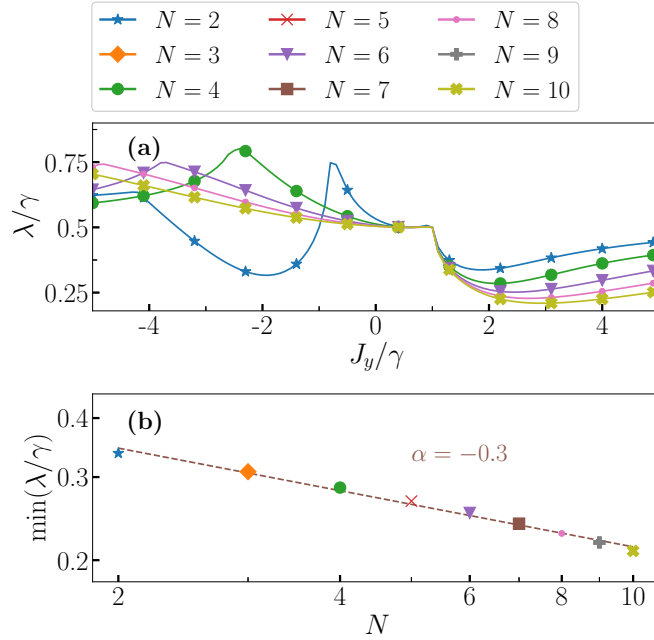 N = 2 N = 5 N = 8
N = 3 N = 6 N = 9
N = 4 N = 7 N = 10
(a)
λ/γ
0.75
0.50
0.25
-4 -2 0 2 4
J_y/γ
(b)
α = −0.3
min(λ/γ)
0.4
0.3
0.2
2 4 6 8 10
N